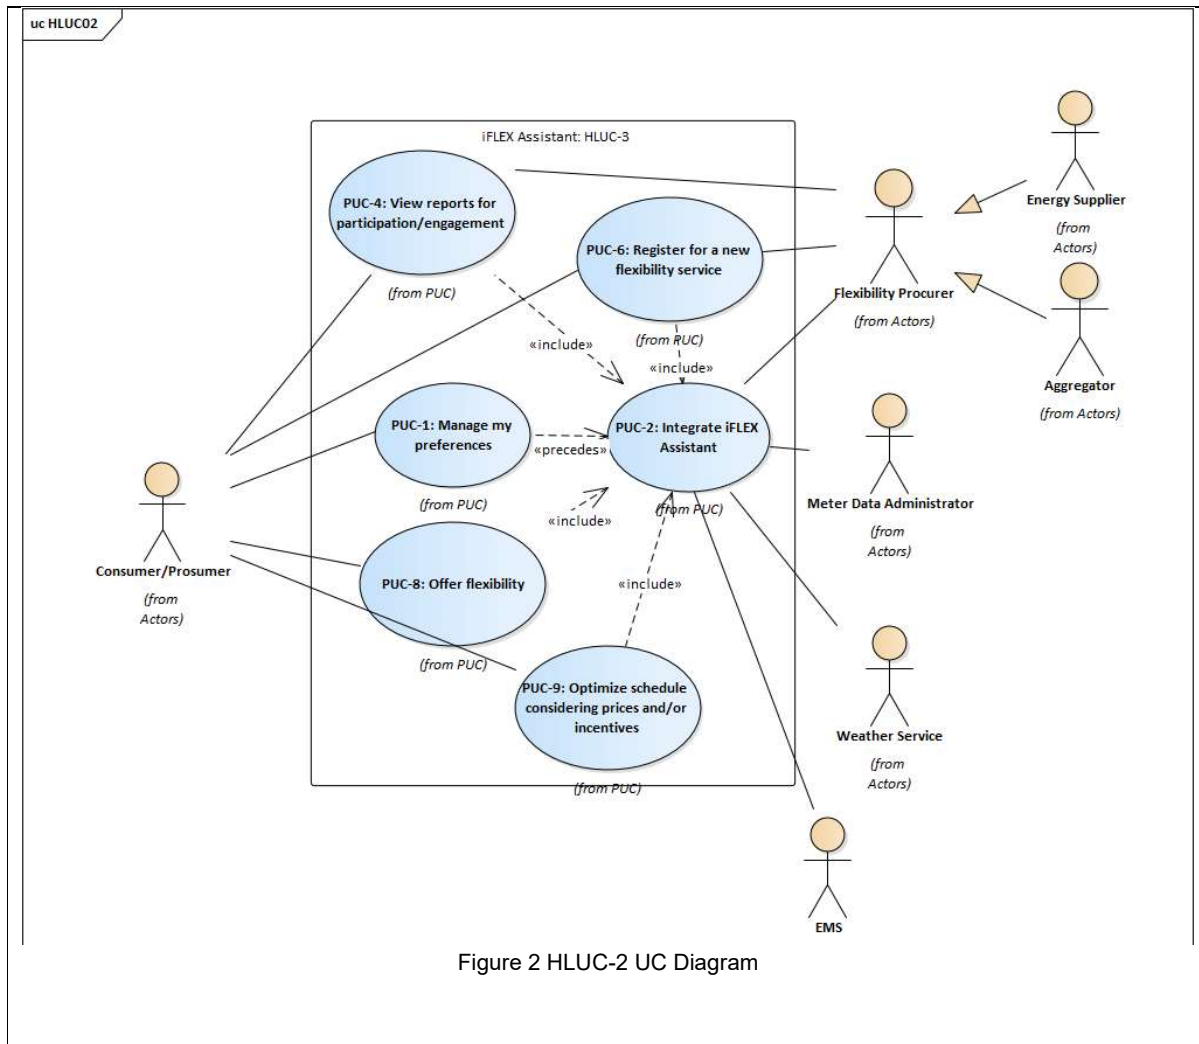 uc HLUC02
iFLEX Assistant: HLUC-3
PUC-4: View reports for
participation/engagement
(from PUC)
PUC-6: Register for a new
flexibility service
(from PUC)
«include»
«include»
PUC-1: Manage my
preferences
(from PUC)
«precedes»
PUC-2: Integrate iFLEX
Assistant
(from PUC)
«include»
PUC-8: Offer flexibility
(from PUC)
«include»
PUC-9: Optimize schedule
considering prices and/or
incentives
(from PUC)
Consumer/Prosumer
(from
Actors)
Flexibility Procurer
(from Actors)
Energy Supplier
(from
Actors)
Aggregator
(from Actors)
Meter Data Administrator
(from
Actors)
Weather Service
(from
Actors)
EMS
Figure 2 HLUC-2 UC Diagram